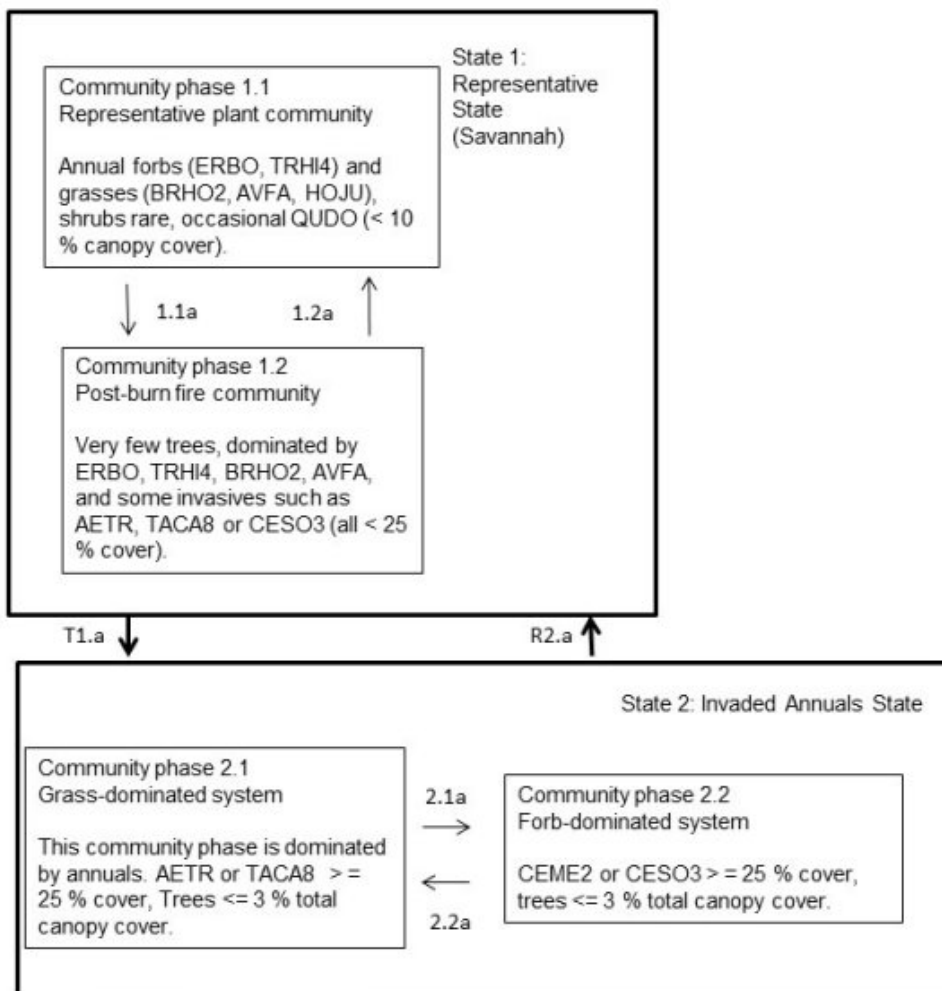 State 1:
Representative
State
(Savannah)
Community phase 1.1
Representative plant community
Annual forbs (ERBO, TRHI4) and
grasses (BRHO2, AVFA, HOJU),
shrubs rare, occasional QUDO (< 10
% canopy cover).
1.1a
1.2a
Community phase 1.2
Post-burn fire community
Very few trees, dominated by
ERBO, TRHI4, BRHO2, AVFA,
and some invasives such as
AETR, TACA8 or CESO3 (all < 25
% cover).
T1.a
R2.a
State 2: Invaded Annuals State
Community phase 2.1
Grass-dominated system
This community phase is dominated
by annuals. AETR or TACA8 > =
25 % cover, Trees <= 3 % total
canopy cover.
2.1a
2.2a
Community phase 2.2
Forb-dominated system
CEME2 or CESO3 > = 25 % cover,
trees <= 3 % total canopy cover.